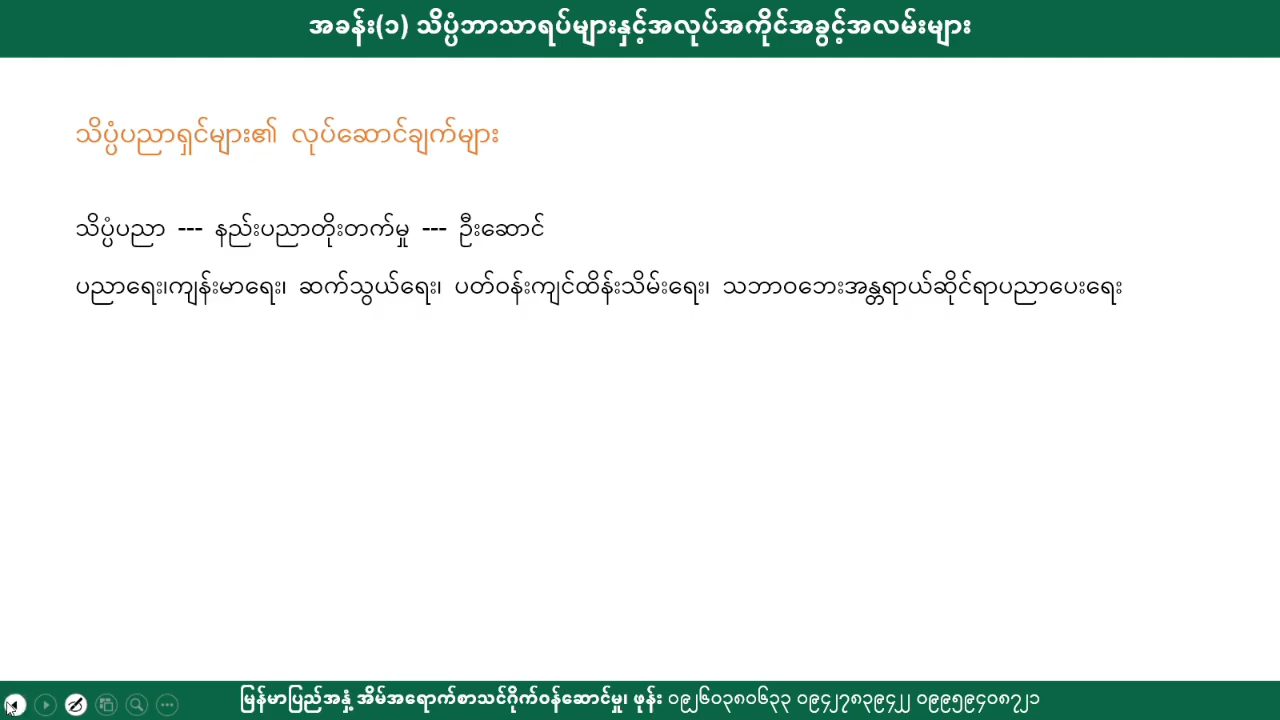 အခန်း(၁) သိပ္ပံဘာသာရပ်များနှင့်အလုပ်အကိုင်အခွင့်အလမ်းများ
သိပ္ပံပညာရှင်များ၏ လုပ်ဆောင်ချက်များ
သိပ္ပံပညာ --- နည်းပညာတိုးတက်မှု --- ဦးဆောင်
ပညာရေး၊ကျန်းမာရေး၊ ဆက်သွယ်ရေး၊ ပတ်ဝန်းကျင်ထိန်းသိမ်းရေး၊ သဘာဝဘေးအန္တရာယ်ဆိုင်ရာပညာပေးရေး
မြန်မာပြည်အနှံ့ အိမ်အရောက်စာသင်ဂိုက်ဝန်ဆောင်မှု၊ ဖုန်း ၀၉၂၆၀၃၈၀၆၃၃ ၀၉၄၂၇၈၃၉၄၂၂ ၀၉၉၅၉၄၀၈၇၂၁